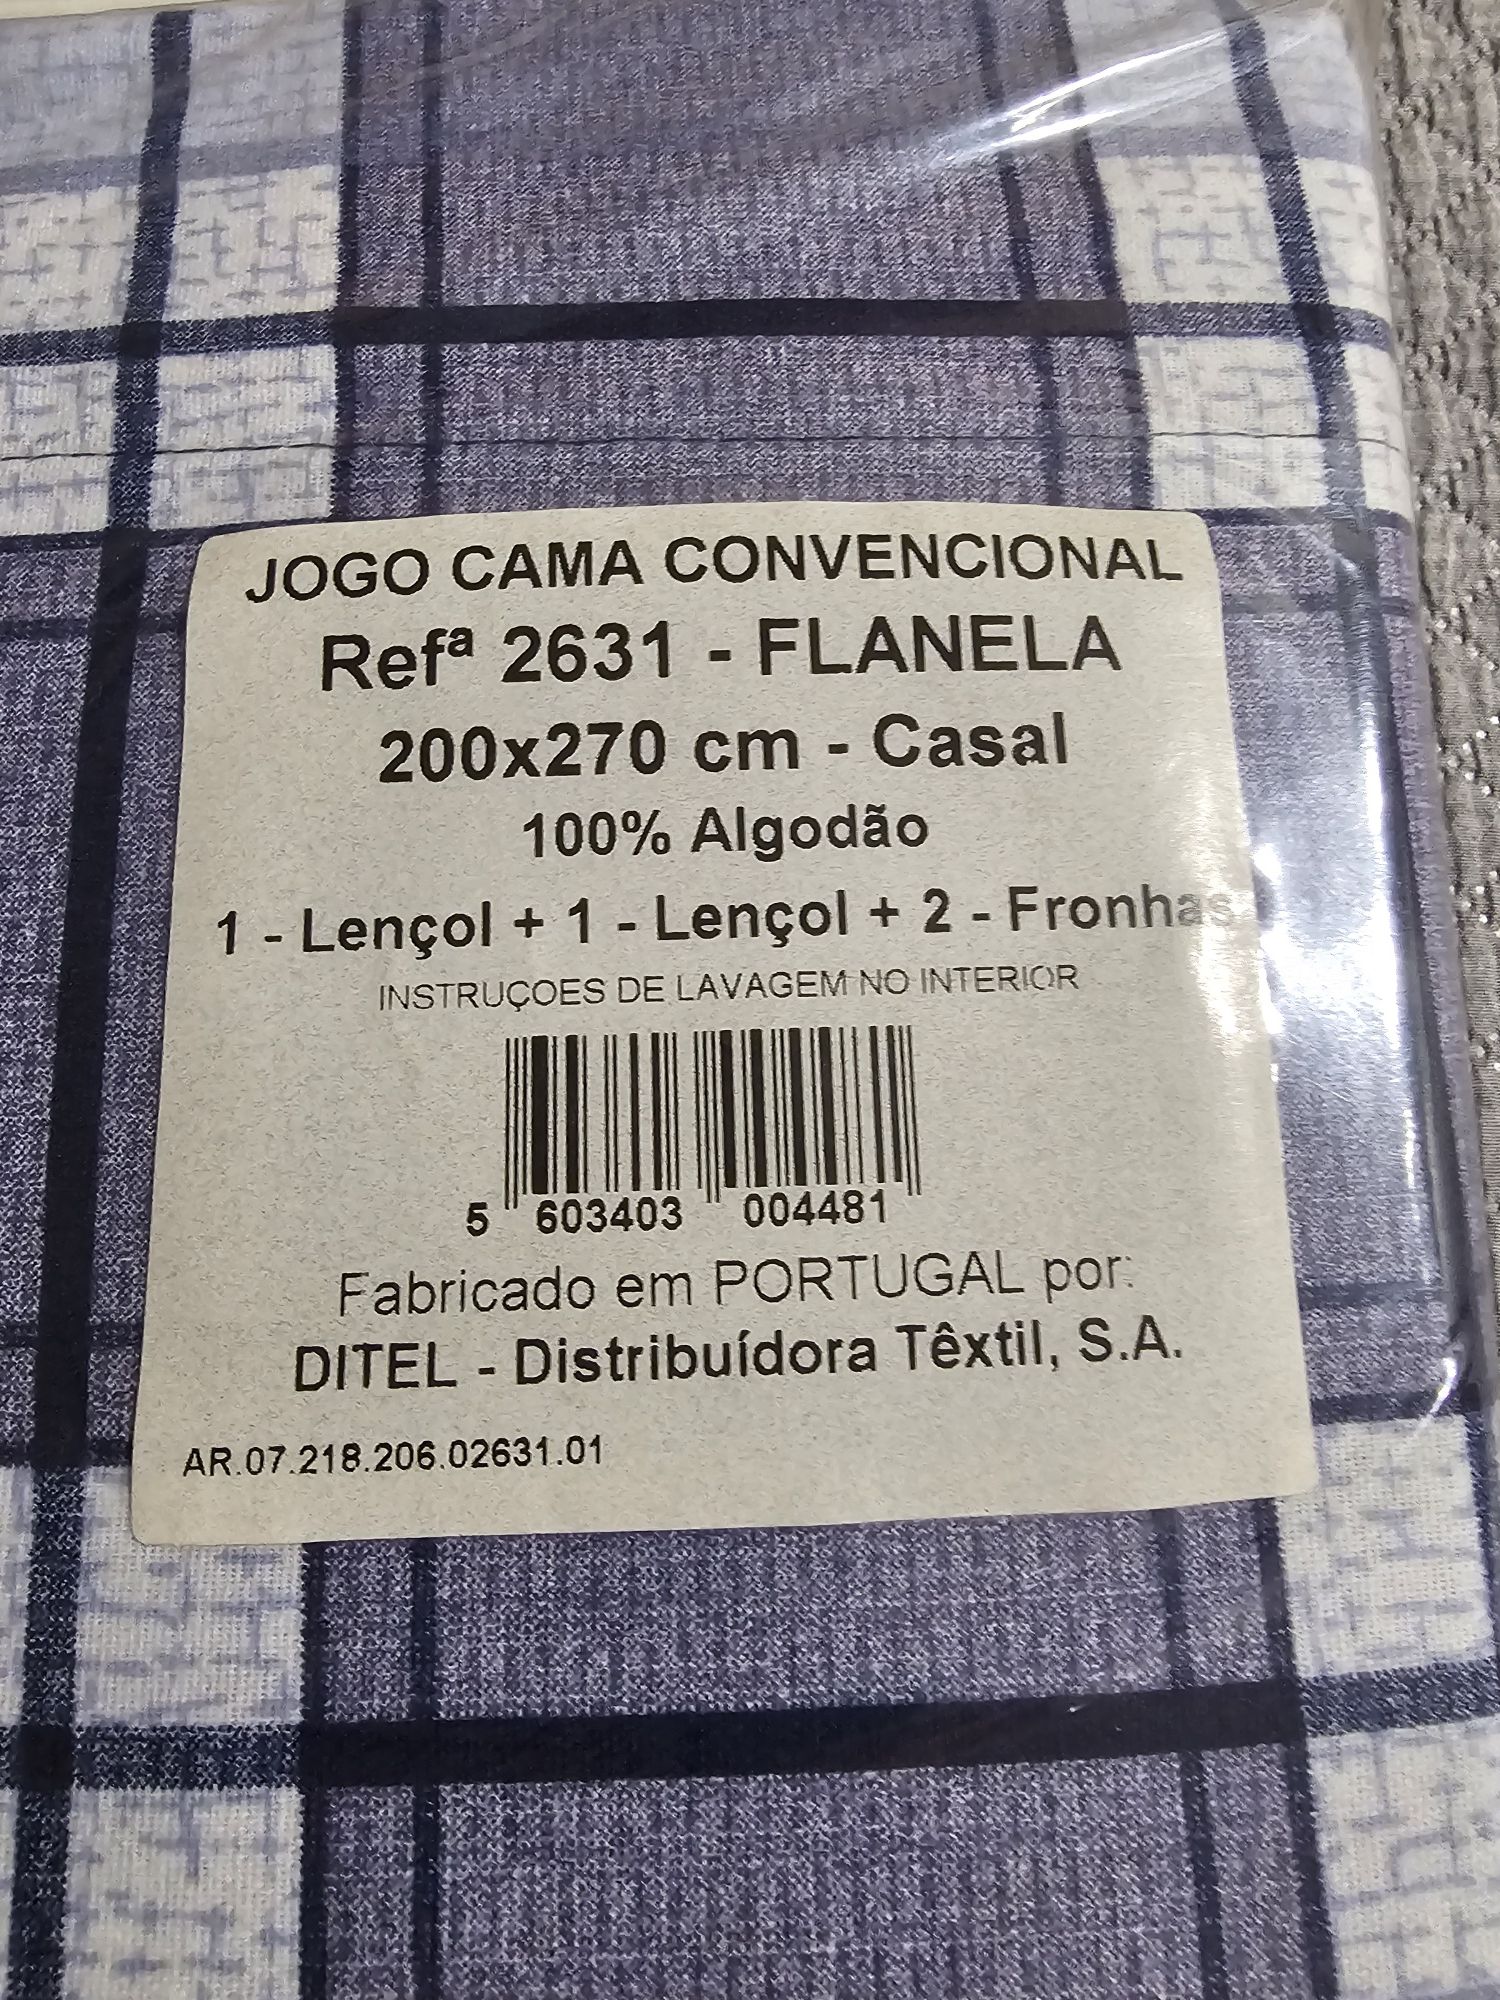 JOGO CAMA CONVENCIONAL
Refª 2631 - FLANELA
200x270 cm - Casal
100% Algodão
1 - Lençol + 1 - Lençol + 2 - Fronhas
INSTRUÇOES DE LAVAGEM NO INTERIOR
5 603403 004481
Fabricado em PORTUGAL por:
DITEL - Distribuídora Têxtil, S.A.
AR.07.218.206.02631.01